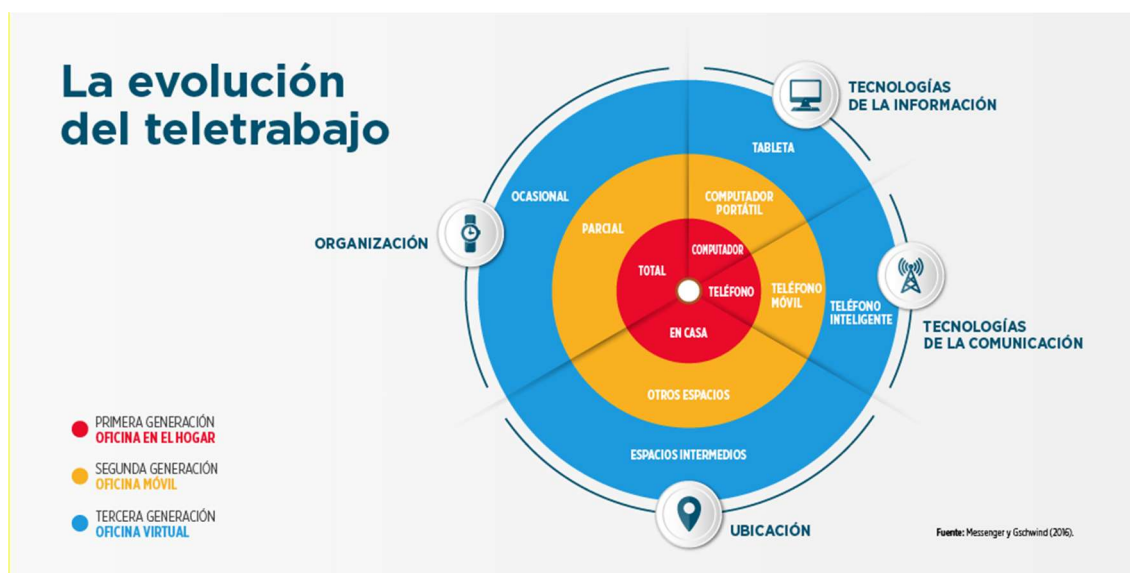 La evolución
del teletrabajo
TECNOLOGÍAS
DE LA INFORMACIÓN
TABLETA
OCASIONAL
COMPUTADOR
PORTÁTIL
PARCIAL
ORGANIZACIÓN
COMPUTADOR
TOTAL
TELÉFONO
TELÉFONO
MÓVIL
TELÉFONO
INTELIGENTE
TECNOLOGÍAS
DE LA COMUNICACIÓN
EN CASA
OTROS ESPACIOS
ESPACIOS INTERMEDIOS
UBICACIÓN
PRIMERA GENERACIÓN
OFICINA EN EL HOGAR
SEGUNDA GENERACIÓN
OFICINA MÓVIL
TERCERA GENERACIÓN
OFICINA VIRTUAL
Fuente: Messenger y Gschwind (2016).